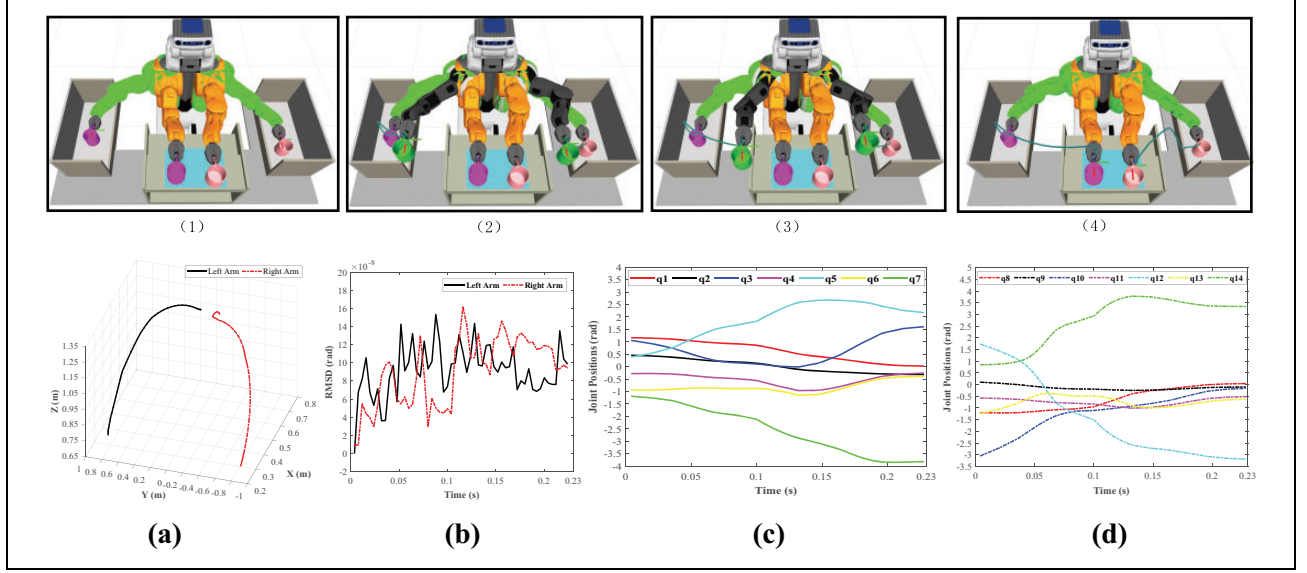 (1)
(2)
(3)
(4)
Left Arm Right Arm
1.35
1.25
1.15
1.05
0.95
0.85
0.75
0.65
Z (m)
1 0.8 0.6 0.4 0.2 0 -0.2 -0.4 -0.6 -0.8 -1
Y (m)
0.2 0.3 0.4 0.5 0.6 0.7 0.8
X (m)
(a)
×10⁻⁸
Left Arm Right Arm
20
18
16
14
12
10
8
6
4
2
0
-2
RMSD (rad)
0 0.05 0.1 0.15 0.23
Time (s)
(b)
q1 q2 q3 q4 q5 q6 q7
4
3.5
3
2.5
2
1.5
1
0.5
0
-0.5
-1
-1.5
-2
-2.5
-3
-3.5
-4
Joint Positions (rad)
0 0.05 0.1 0.15 0.2 0.23
Time (s)
(c)
q8 q9 q10 q11 q12 q13 q14
5
4.5
4
3.5
3
2.5
2
1.5
1
0.5
0
-0.5
-1
-1.5
-2
-2.5
-3
-3.5
Joint Positions (rad)
0 0.05 0.1 0.15 0.2 0.23
Time (s)
(d)